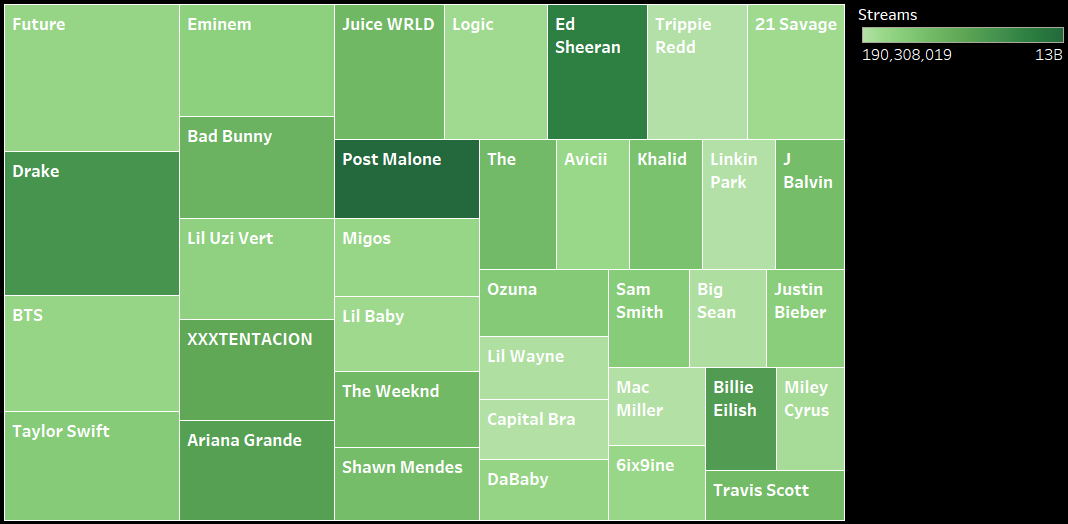 Future
Drake
BTS
Taylor Swift
Eminem
Bad Bunny
Lil Uzi Vert
XXXTENTACION
Ariana Grande
Juice WRLD
Logic
Ed
Sheeran
Trippie
Redd
21 Savage
Post Malone
Migos
Lil Baby
The Weeknd
Shawn Mendes
The
Avicii
Khalid
Linkin
Park
J
Balvin
Ozuna
Lil Wayne
Capital Bra
DaBaby
Sam
Smith
Big
Sean
Justin
Bieber
Mac
Miller
6ix9ine
Billie
Eilish
Miley
Cyrus
Travis Scott
Streams
190,308,019
13B